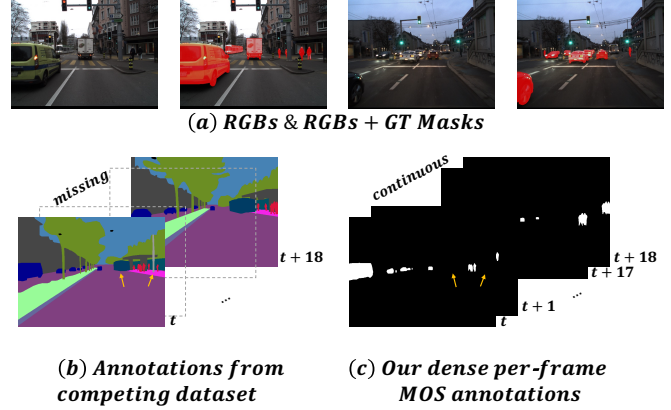 (a) RGBs & RGBs + GT Masks
missing
t + 18
...
t
(b) Annotations from
competing dataset
continuous
t + 18
t + 17
...
t + 1
t
(c) Our dense per-frame
MOS annotations